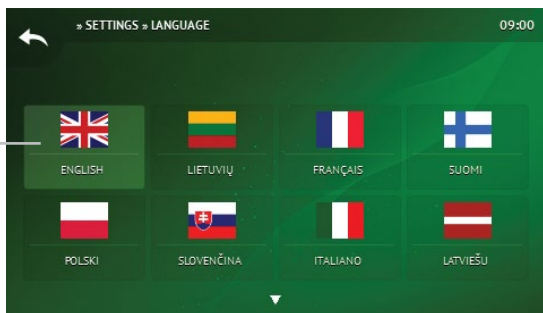 » SETTINGS » LANGUAGE 09:00
ENGLISH LIETUVIŲ FRANÇAIS SUOMI
POLSKI SLOVENČINA ITALIANO LATVIEŠU